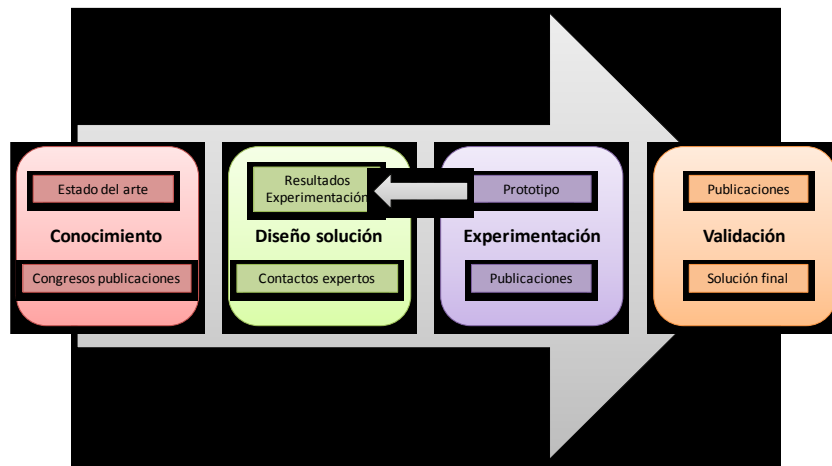 Estado del arte
Conocimiento
Congresos publicaciones
Resultados
Experimentación
Diseño solución
Contactos expertos
Prototipo
Experimentación
Publicaciones
Publicaciones
Validación
Solución final